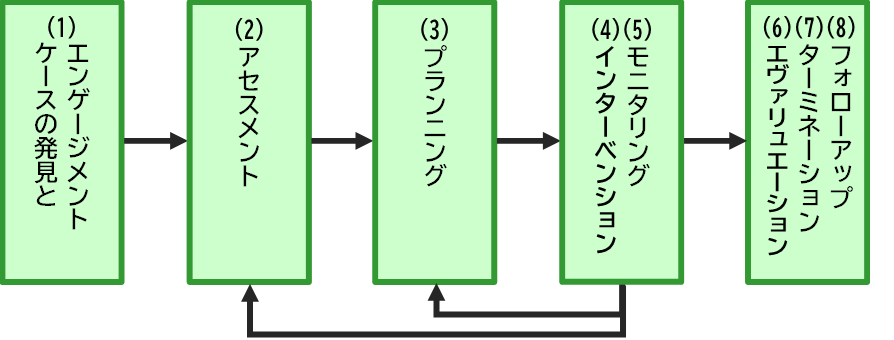 (1)
ケースの発見と
エンゲージメント
(2)
アセスメント
(3)
プランニング
(4)
インターベンション
(5)
モニタリング
(6)
エヴァリュエーション
(7)
ターミネーション
(8)
フォローアップ